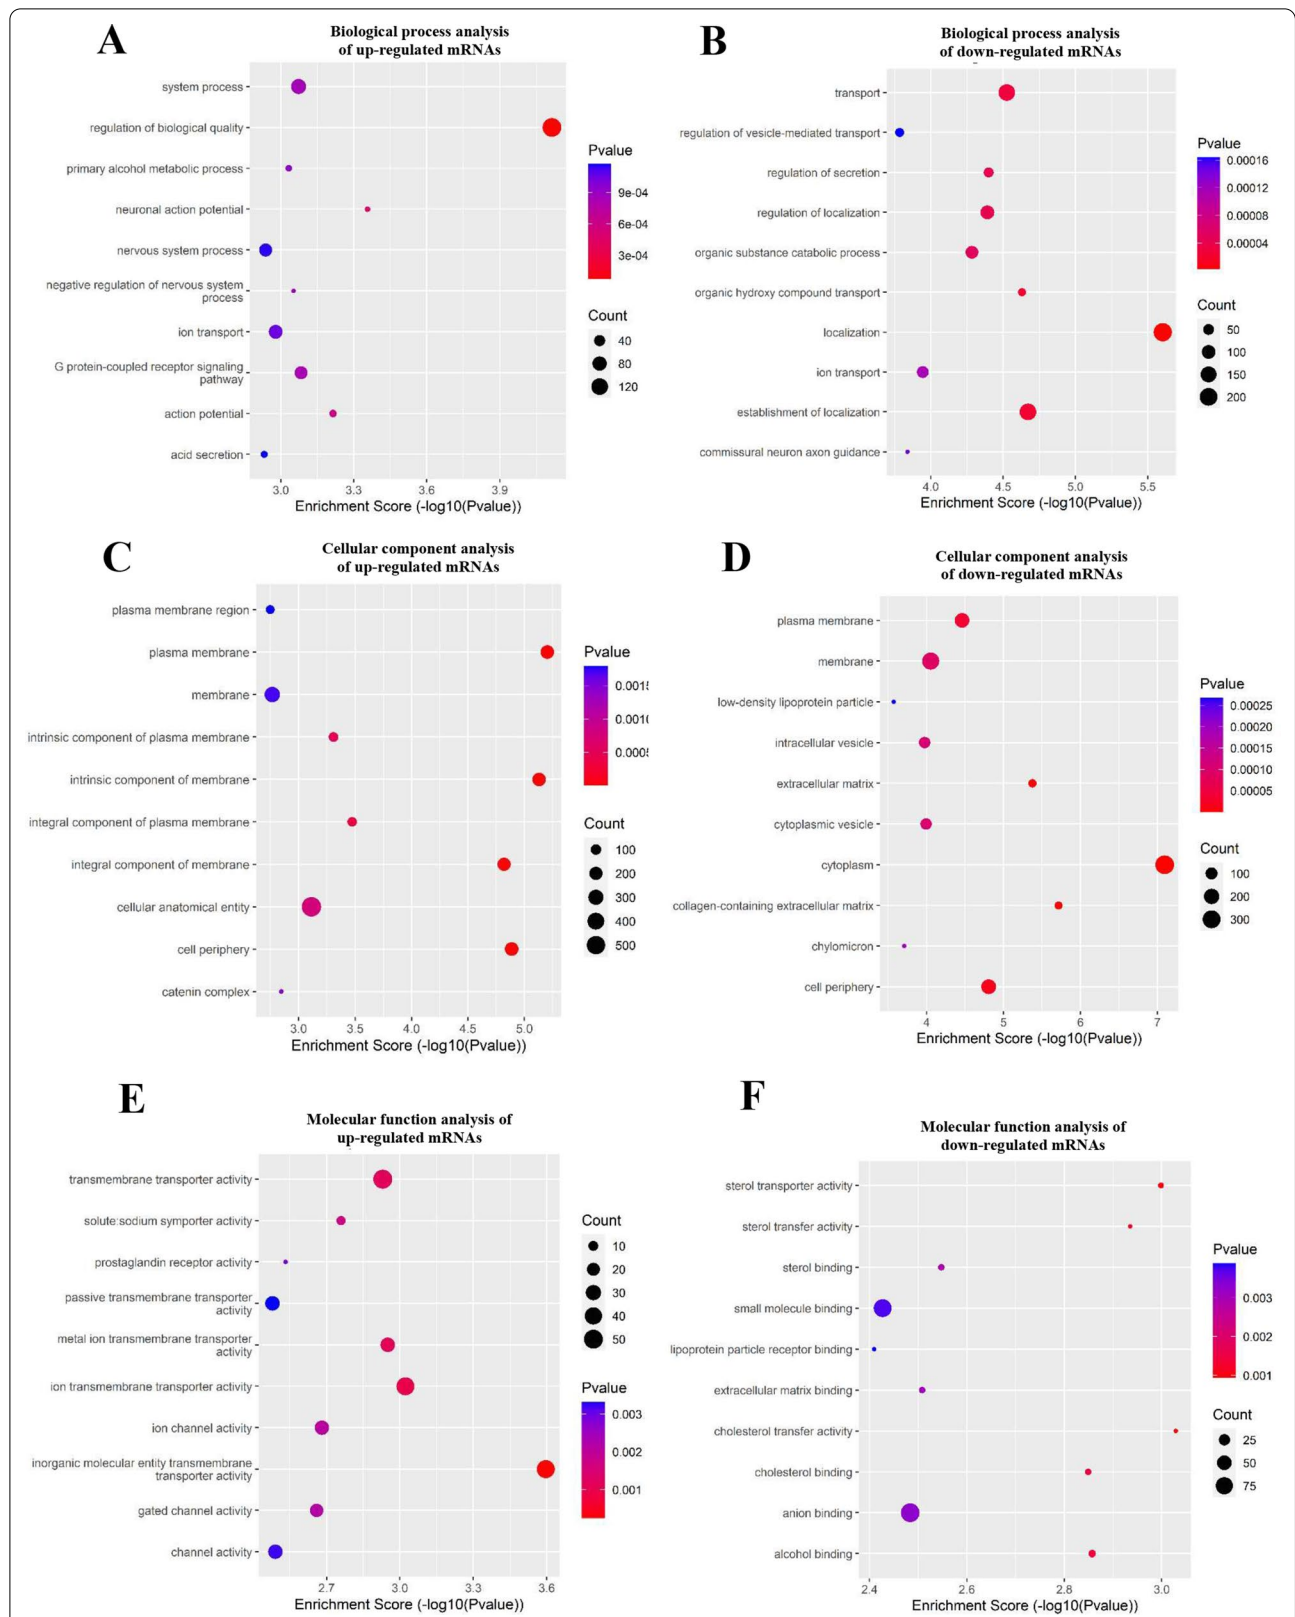 A
Biological process analysis
of up-regulated mRNAs
system process
regulation of biological quality
primary alcohol metabolic process
neuronal action potential
nervous system process
negative regulation of nervous system
process
ion transport
G protein-coupled receptor signaling
pathway
action potential
acid secretion
3.0 3.3 3.6 3.9
Enrichment Score (-log10(Pvalue))
Pvalue
9e-04
6e-04
3e-04
Count
40
80
120
B
Biological process analysis
of down-regulated mRNAs
transport
regulation of vesicle-mediated transport
regulation of secretion
regulation of localization
organic substance catabolic process
organic hydroxy compound transport
localization
ion transport
establishment of localization
commissural neuron axon guidance
4.0 4.5 5.0 5.5
Enrichment Score (-log10(Pvalue))
Pvalue
0.00016
0.00012
0.00008
0.00004
Count
50
100
150
200
C
Cellular component analysis
of up-regulated mRNAs
plasma membrane region
plasma membrane
membrane
intrinsic component of plasma membrane
intrinsic component of membrane
integral component of plasma membrane
integral component of membrane
cellular anatomical entity
cell periphery
catenin complex
3.0 3.5 4.0 4.5 5.0
Enrichment Score (-log10(Pvalue))
Pvalue
Count
100
200
300
400
500
D
Cellular component analysis
of down-regulated mRNAs
plasma membrane
membrane
low-density lipoprotein particle
intracellular vesicle
extracellular matrix
cytoplasmic vesicle
cytoplasm
collagen-containing extracellular matrix
chylomicron
cell periphery
4 5 6 7
Enrichment Score (-log10(Pvalue))
Pvalue
0.00025
0.00020
0.00015
0.00010
0.00005
Count
100
200
300
E
Molecular function analysis of
up-regulated mRNAs
transmembrane transporter activity
solute:sodium symporter activity
prostaglandin receptor activity
passive transmembrane transporter
activity
metal ion transmembrane transporter
activity
ion transmembrane transporter activity
ion channel activity
inorganic molecular entity transmembrane
transporter activity
gated channel activity
channel activity
2.7 3.0 3.3 3.6
Enrichment Score (-log10(Pvalue))
Count
10
20
30
40
50
Pvalue
0.003
0.002
0.001
F
Molecular function analysis of
down-regulated mRNAs
sterol transporter activity
sterol transfer activity
sterol binding
small molecule binding
lipoprotein particle receptor binding
extracellular matrix binding
cholesterol transfer activity
cholesterol binding
anion binding
alcohol binding
2.4 2.6 2.8 3.0
Enrichment Score (-log10(Pvalue))
Pvalue
0.003
0.002
0.001
Count
25
50
75